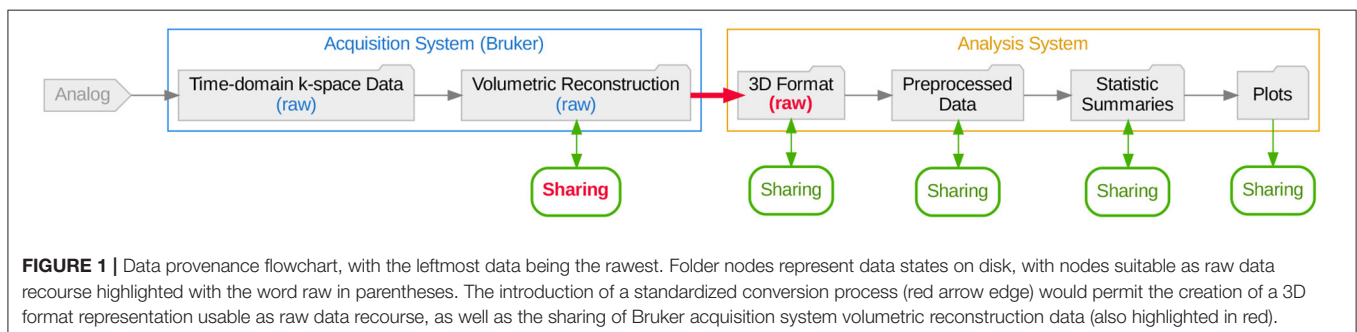 Acquisition System (Bruker)
Analysis System
Analog
Time-domain k-space Data
(raw)
Volumetric Reconstruction
(raw)
3D Format
(raw)
Preprocessed
Data
Statistic
Summaries
Plots
Sharing
Sharing
Sharing
Sharing
Sharing
FIGURE 1 | Data provenance flowchart, with the leftmost data being the rawest. Folder nodes represent data states on disk, with nodes suitable as raw data
recourse highlighted with the word raw in parentheses. The introduction of a standardized conversion process (red arrow edge) would permit the creation of a 3D
format representation usable as raw data recourse, as well as the sharing of Bruker acquisition system volumetric reconstruction data (also highlighted in red).